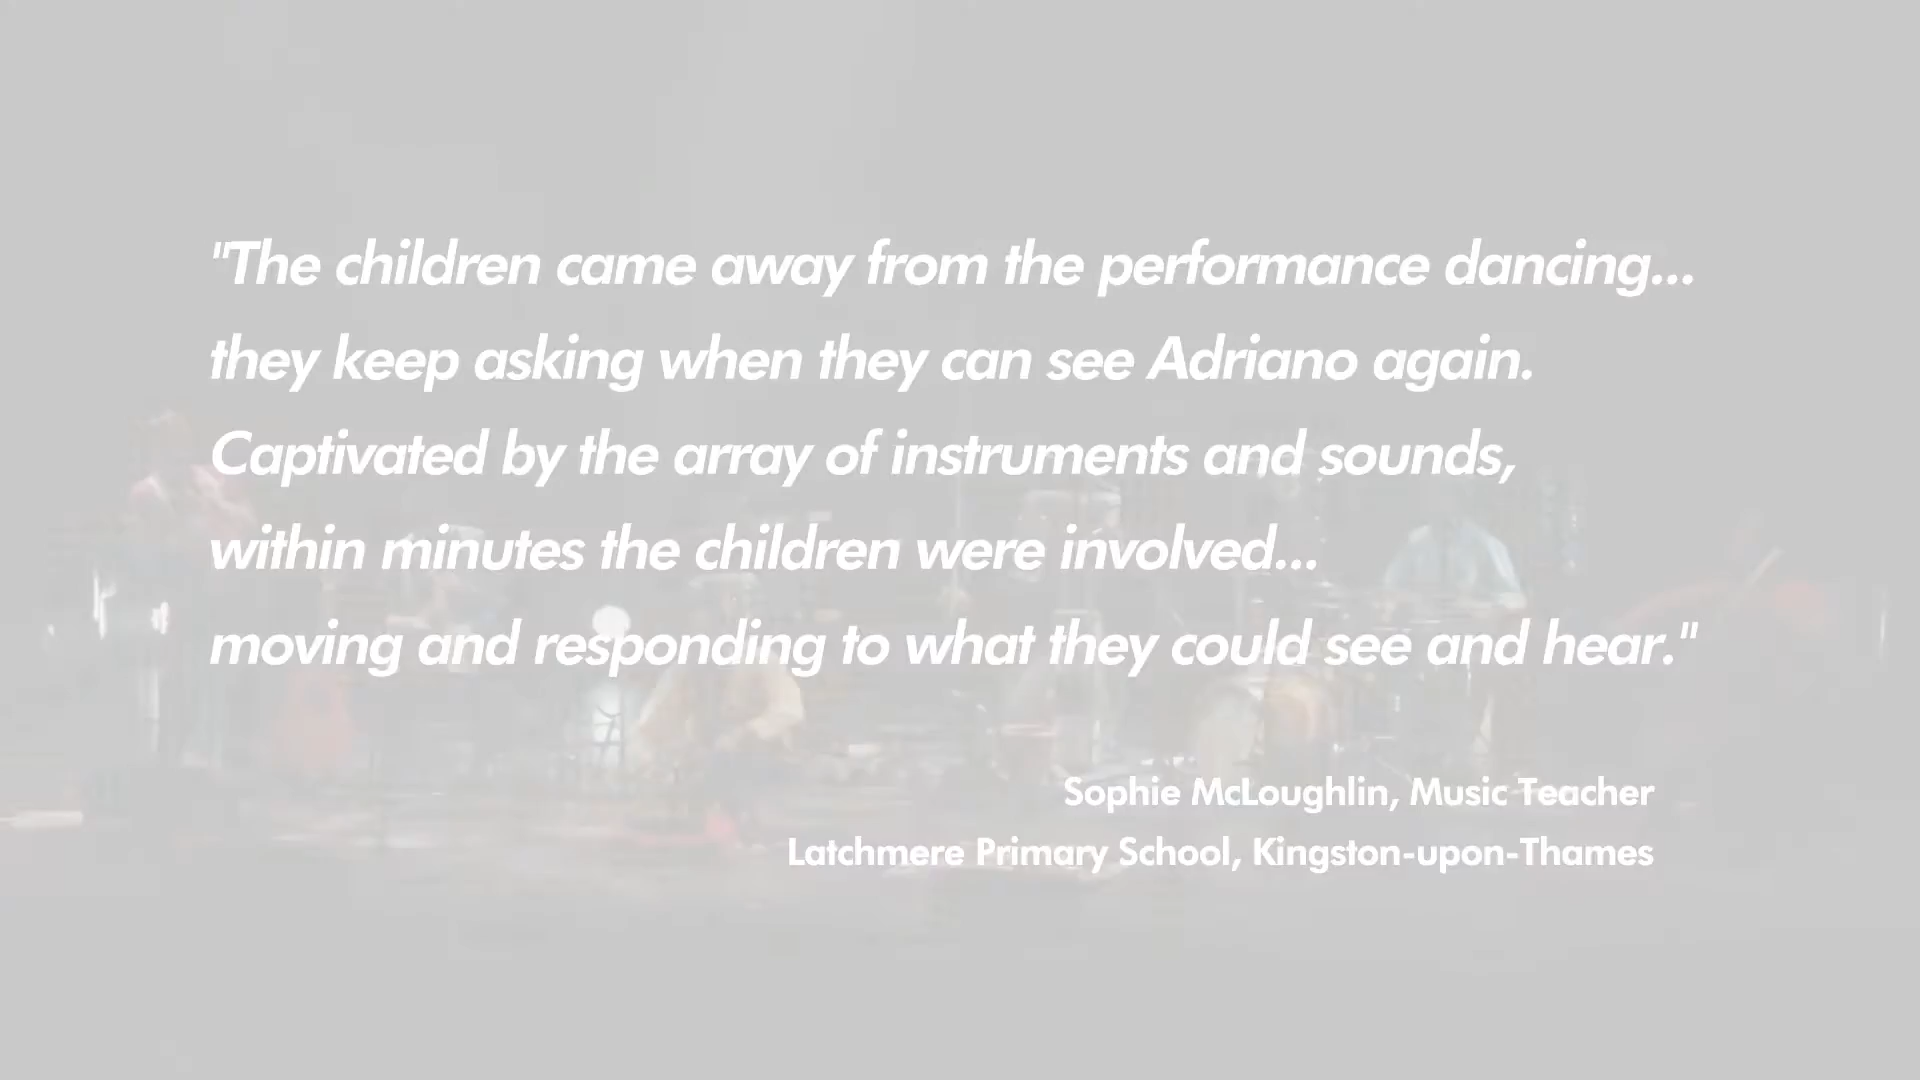 "The children came away from the performance dancing...
they keep asking when they can see Adriano again.
Captivated by the array of instruments and sounds,
within minutes the children were involved...
moving and responding to what they could see and hear."
Sophie McLoughlin, Music Teacher
Latchmere Primary School, Kingston-upon-Thames